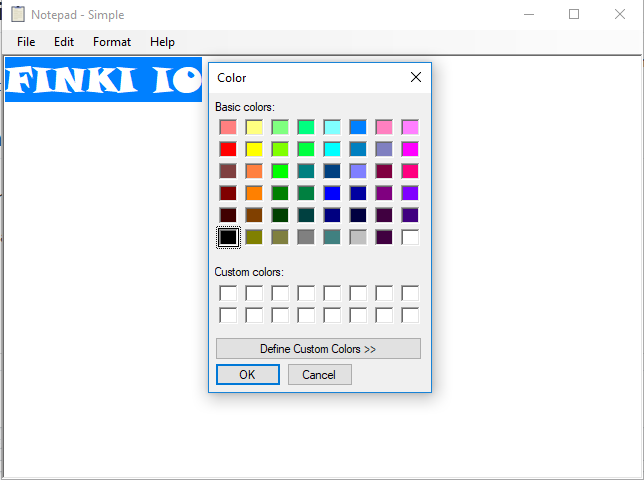 Notepad - Simple
File Edit Format Help
FINKI IO
Color
Basic colors:
Custom colors:
Define Custom Colors >>
OK Cancel